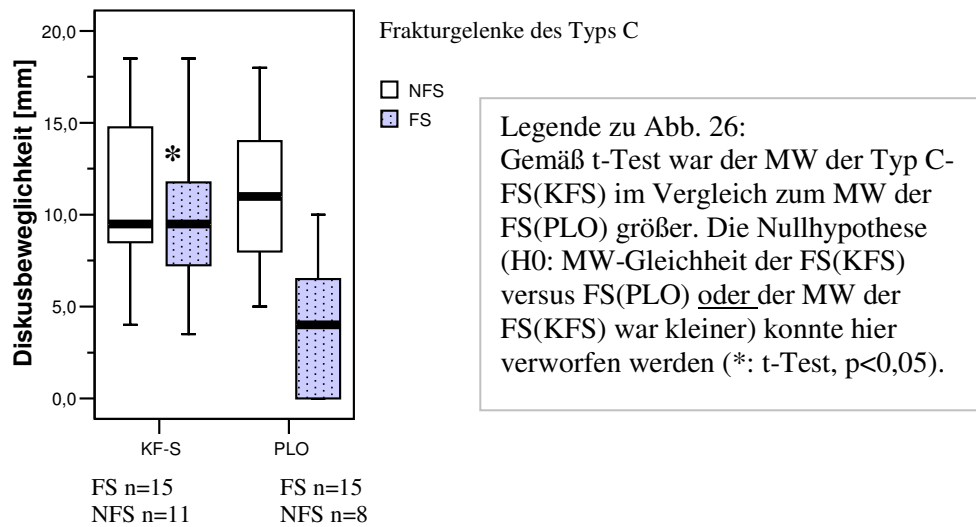 Frakturgelenke des Typs C
NFS
FS
Diskusbeweglichkeit [mm]
20,0
15,0
10,0
5,0
0,0
*
KF-S
PLO
FS n=15
FS n=15
NFS n=11
NFS n=8
Legende zu Abb. 26:
Gemäß t-Test war der MW der Typ C-
FS(KFS) im Vergleich zum MW der
FS(PLO) größer. Die Nullhypothese
(H0: MW-Gleichheit der FS(KFS)
versus FS(PLO) oder der MW der
FS(KFS) war kleiner) konnte hier
verworfen werden (*: t-Test, p<0,05).